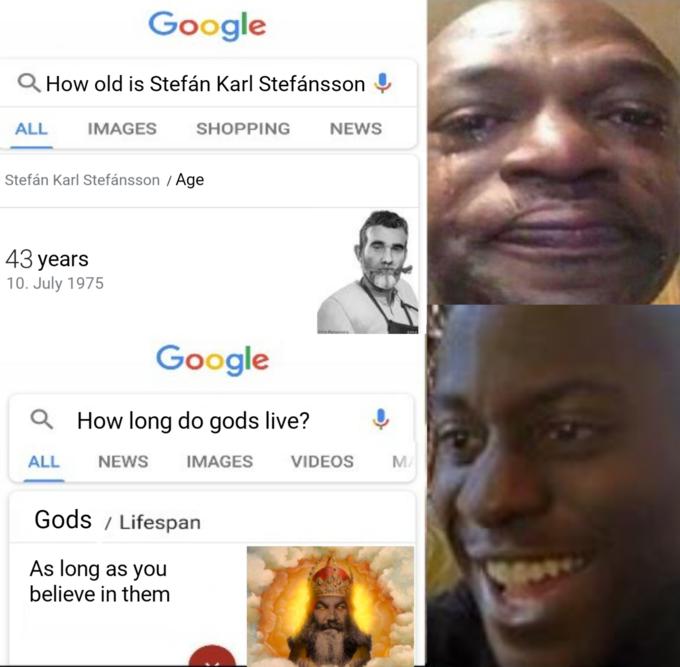 Google
How old is Stefán Karl Stefánsson
ALL IMAGES SHOPPING NEWS
Stefán Karl Stefánsson / Age
43 years
10. July 1975
Google
How long do gods live?
ALL NEWS IMAGES VIDEOS
Gods / Lifespan
As long as you
believe in them